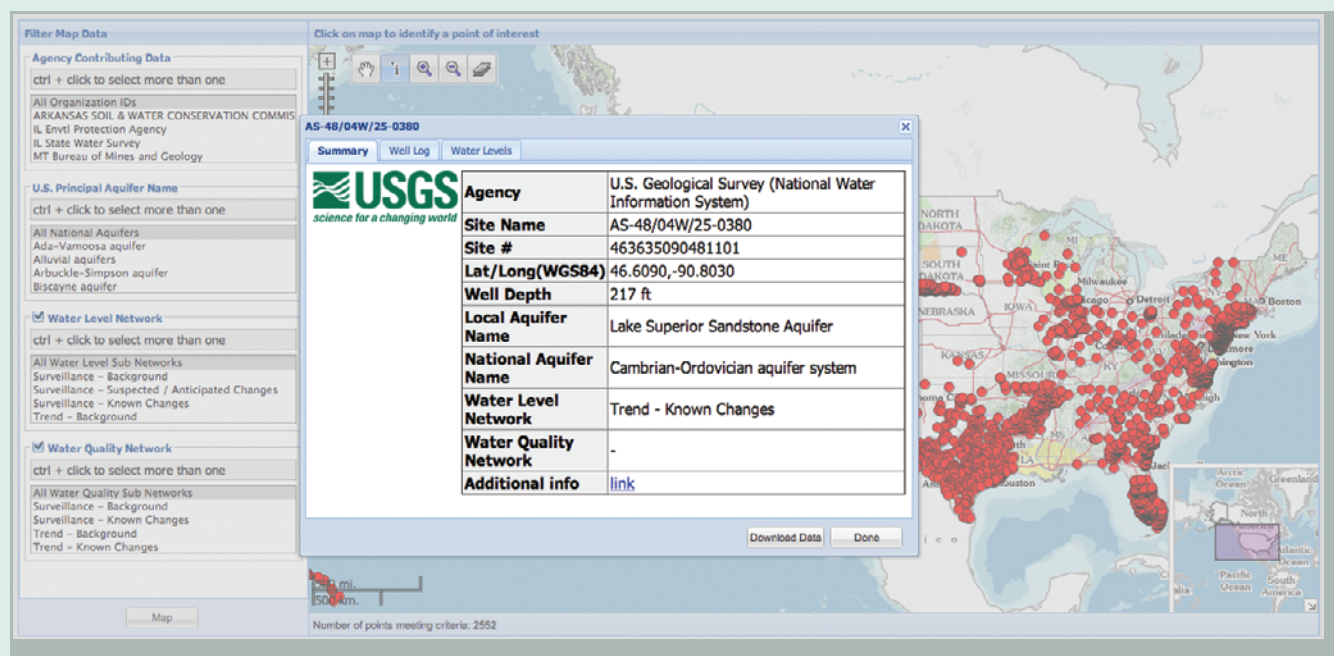 Filter Map Data
Click on map to identify a point of interest
Agency Contributing Data
ctrl + click to select more than one
All Organization IDs
ARKANSAS SOIL & WATER CONSERVATION COMMIS
IL Envtl Protection Agency
IL State Water Survey
MT Bureau of Mines and Geology
U.S. Principal Aquifer Name
ctrl + click to select more than one
All National Aquifers
Ada-Vamoosa aquifer
Alluvial aquifers
Arbuckle-Simpson aquifer
Biscayne aquifer
Water Level Network
ctrl + click to select more than one
All Water Level Sub Networks
Surveillance - Background
Surveillance - Suspected / Anticipated Changes
Surveillance - Known Changes
Trend - Background
Water Quality Network
ctrl + click to select more than one
All Water Quality Sub Networks
Surveillance - Background
Surveillance - Known Changes
Trend - Background
Trend - Known Changes
Map
AS-48/04W/25-0380
Summary Well Log Water Levels
USGS
science for a changing world
Agency U.S. Geological Survey (National Water
Information System)
Site Name AS-48/04W/25-0380
Site # 463635090481101
Lat/Long(WGS84) 46.6090,-90.8030
Well Depth 217 ft
Local Aquifer
Name Lake Superior Sandstone Aquifer
National Aquifer
Name Cambrian-Ordovician aquifer system
Water Level
Network Trend - Known Changes
Water Quality
Network -
Additional info link
Download Data Done
NORTH
DAKOTA
SOUTH
DAKOTA
MI
ME
Milwaukee
Detroit
Boston
NEBRASKA
IOWA
NY
New York
KANSAS
MISSOURI
KY
MS
LA
Houston
Arctic
Ocean
Greenland
North
America
Atlantic
Ocean
Pacific
Ocean
South
America
mi.
500 km.
Number of points meeting criteria: 2552